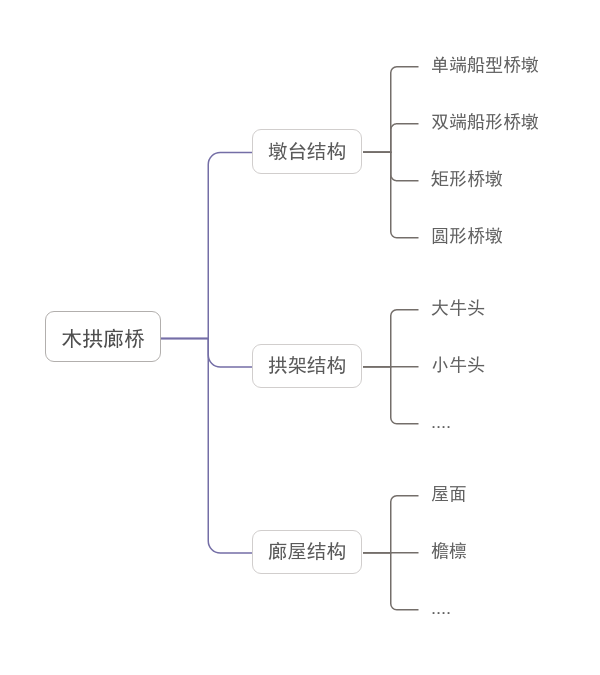 木拱廊桥
墩台结构
单端船型桥墩
双端船形桥墩
矩形桥墩
圆形桥墩
拱架结构
大牛头
小牛头
....
廊屋结构
屋面
檐檩
....